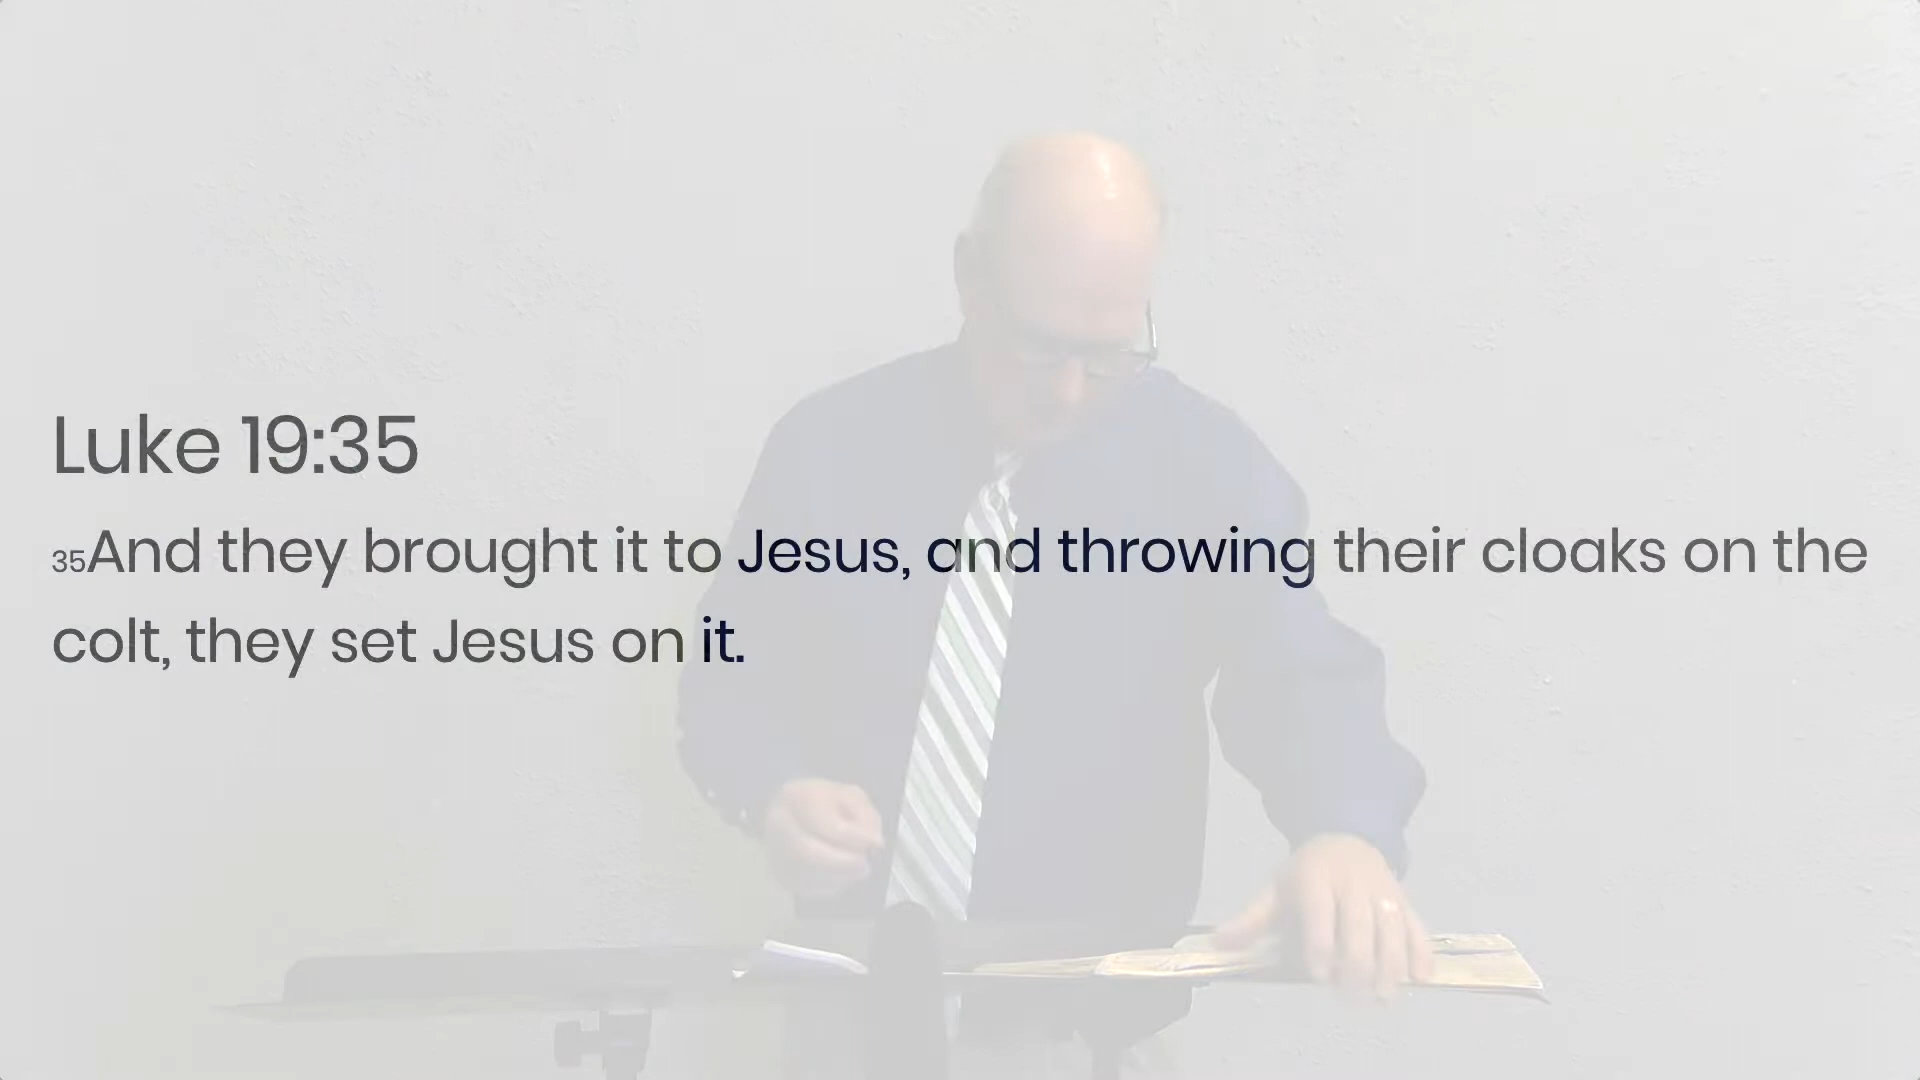 Luke 19:35
35And they brought it to Jesus, and throwing their cloaks on the
colt, they set Jesus on it.